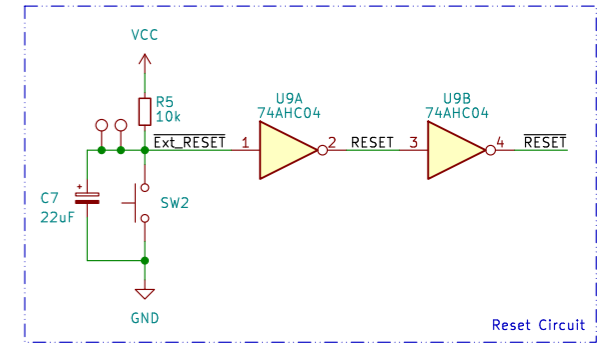 VCC
R5
10k
U9A
74AHC04
U9B
74AHC04
Ext_RESET
1
2
RESET
3
4
RESET
+
C7
22uF
SW2
GND
Reset Circuit